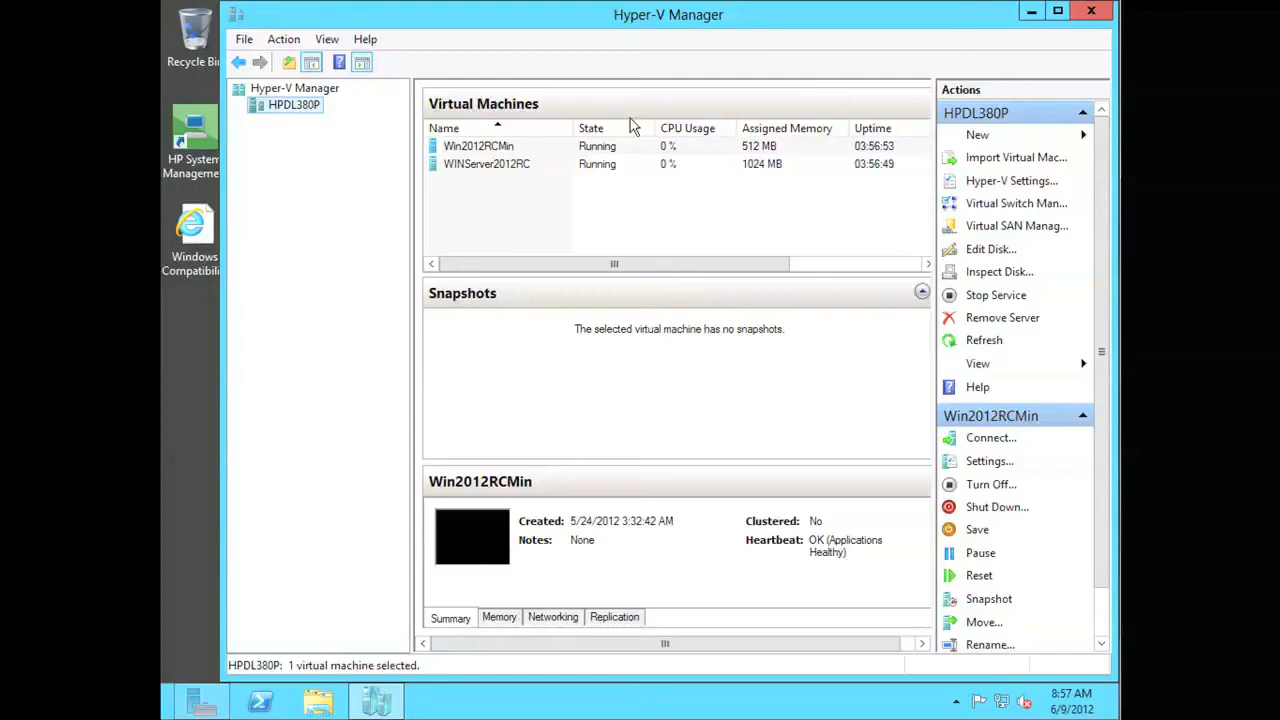 Hyper-V Manager
Recycle Bi
HP System
Manageme
Windows
Compatibil
File Action View Help
Hyper-V Manager
HPDL380P
Virtual Machines
Name State CPU Usage Assigned Memory Uptime
Win2012RCMin Running 0 % 512 MB 03:56:53
WINServer2012RC Running 0 % 1024 MB 03:56:49
Snapshots
The selected virtual machine has no snapshots.
Win2012RCMin
Created: 5/24/2012 3:32:42 AM Clustered: No
Notes: None Heartbeat: OK (Applications
Healthy)
Summary Memory Networking Replication
Actions
HPDL380P
New
Import Virtual Mac...
Hyper-V Settings...
Virtual Switch Man...
Virtual SAN Manag...
Edit Disk...
Inspect Disk...
Stop Service
Remove Server
Refresh
View
Help
Win2012RCMin
Connect...
Settings...
Turn Off...
Shut Down...
Save
Pause
Reset
Snapshot
Move...
Rename...
HPDL380P: 1 virtual machine selected.
8:57 AM
6/9/2012